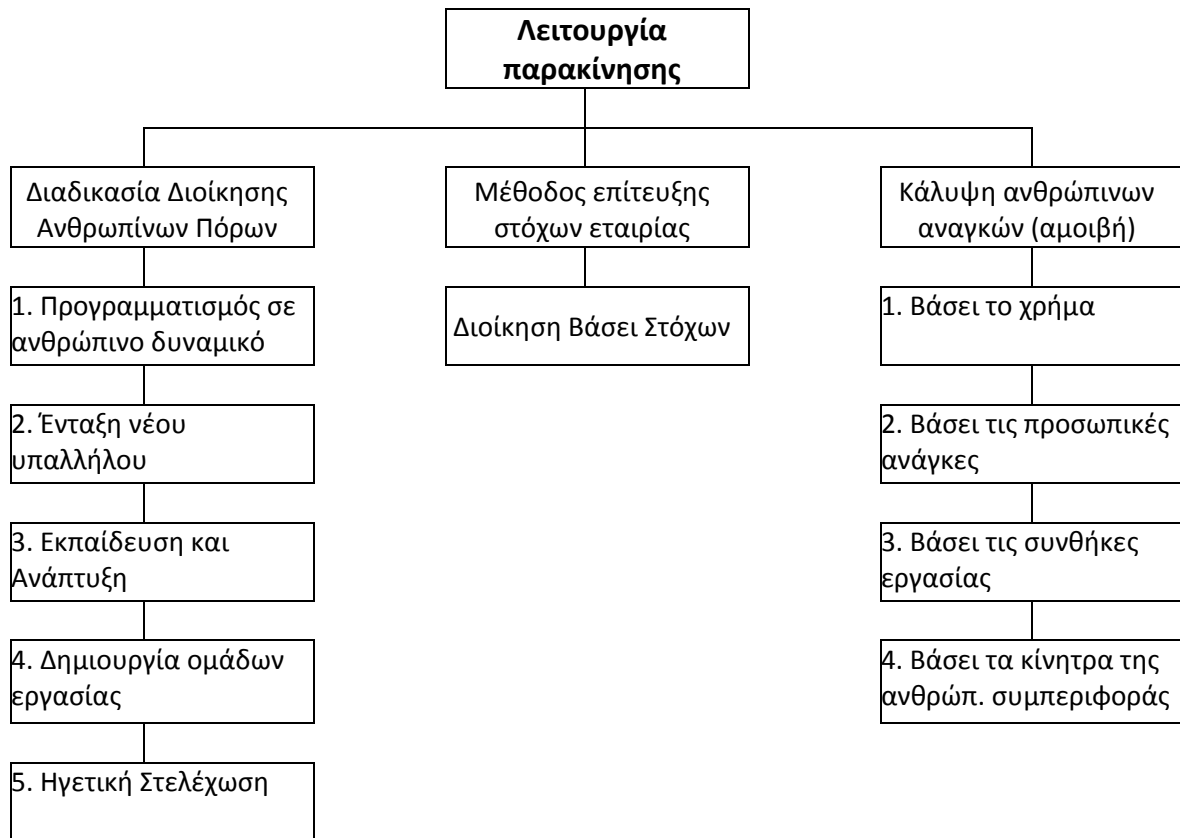 Λειτουργία
παρακίνησης
Διαδικασία Διοίκησης
Ανθρωπίνων Πόρων
1. Προγραμματισμός σε
ανθρώπινο δυναμικό
2. Ένταξη νέου
υπαλλήλου
3. Εκπαίδευση και
Ανάπτυξη
4. Δημιουργία ομάδων
εργασίας
5. Ηγετική Στελέχωση
Μέθοδος επίτευξης
στόχων εταιρίας
Διοίκηση Βάσει Στόχων
Κάλυψη ανθρώπινων
αναγκών (αμοιβή)
1. Βάσει το χρήμα
2. Βάσει τις προσωπικές
ανάγκες
3. Βάσει τις συνθήκες
εργασίας
4. Βάσει τα κίνητρα της
ανθρώπ. συμπεριφοράς